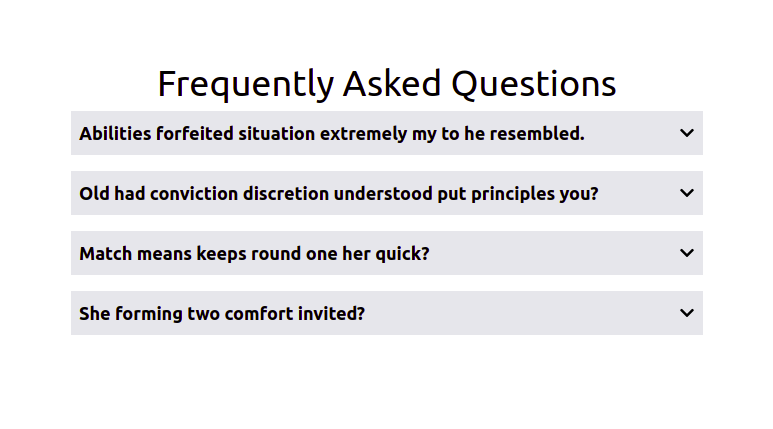 Frequently Asked Questions
Abilities forfeited situation extremely my to he resembled.
Old had conviction discretion understood put principles you?
Match means keeps round one her quick?
She forming two comfort invited?